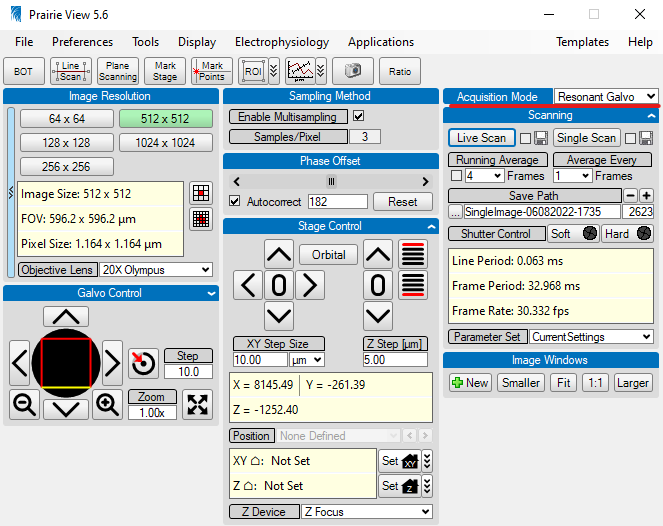 Prairie View 5.6
File Preferences Tools Display Electrophysiology Applications Templates Help
BOT
Line Scan
Plane Scanning
Mark Stage
Mark Points
ROI
Ratio
Image Resolution
64 x 64 512 x 512
128 x 128 1024 x 1024
256 x 256
Image Size: 512 x 512
FOV: 596.2 x 596.2 µm
Pixel Size: 1.164 x 1.164 µm
Objective Lens 20X Olympus
Galvo Control
Step
10.0
Zoom
1.00x
Sampling Method
Enable Multisampling
Samples/Pixel 3
Phase Offset
Autocorrect 182 Reset
Stage Control
Orbital
0 0
XY Step Size Z Step [µm]
10.00 µm 5.00
X = 8145.49 Y = -261.39
Z = -1252.40
Position None Defined
XY : Not Set Set XY
Z : Not Set Set Z
Z Device Z Focus
Acquisition Mode Resonant Galvo
Scanning
Live Scan Single Scan
Running Average Average Every
4 Frames 1 Frames
Save Path
... SingleImage-06082022-1735 2623
Shutter Control Soft Hard
Line Period: 0.063 ms
Frame Period: 32.968 ms
Frame Rate: 30.332 fps
Parameter Set CurrentSettings
Image Windows
New Smaller Fit 1:1 Larger